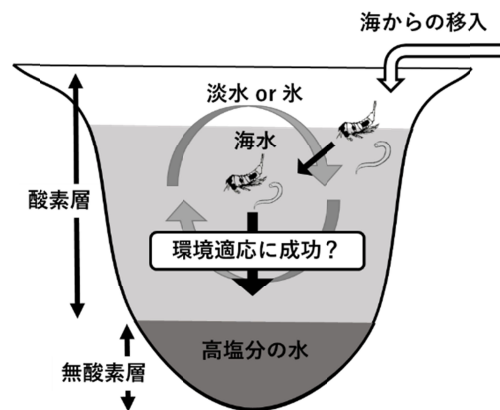 海からの移入
淡水 or 氷
海水
酸素層
環境適応に成功？
高塩分の水
無酸素層